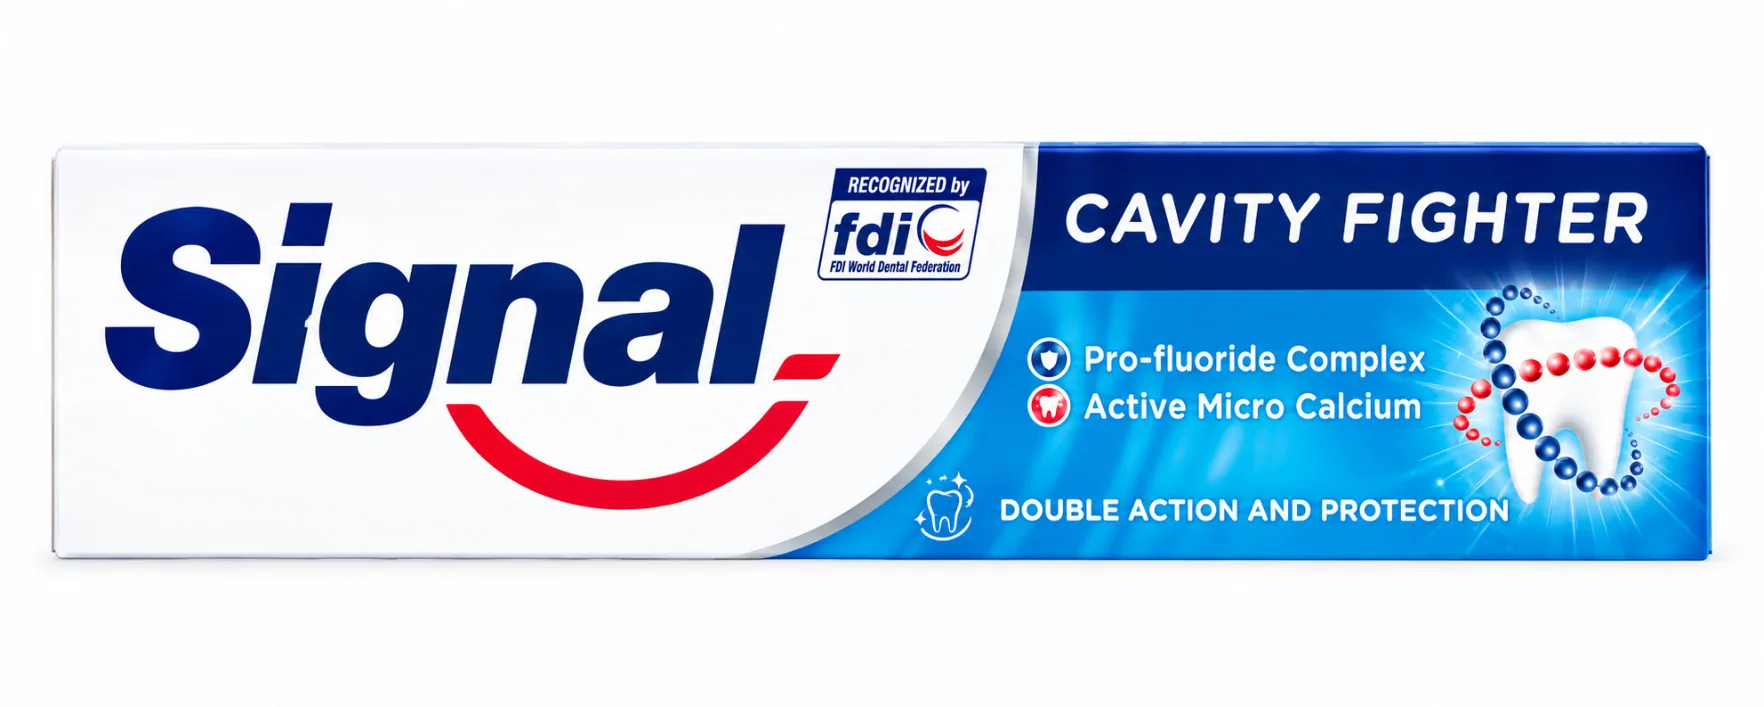 Signal
RECOGNIZED by
fdi
FDI World Dental Federation
CAVITY FIGHTER
Pro-fluoride Complex
Active Micro Calcium
DOUBLE ACTION AND PROTECTION